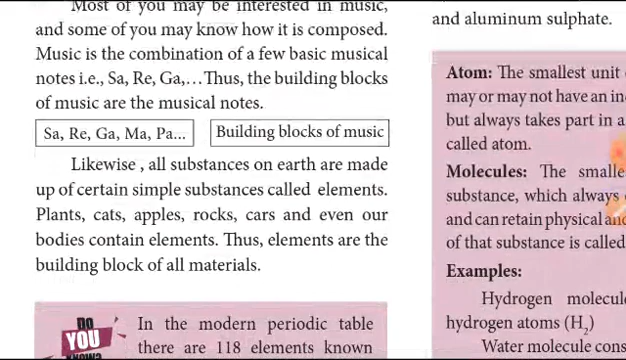 Most of you may be interested in music,
and some of you may know how it is composed.
Music is the combination of a few basic musical
notes i.e., Sa, Re, Ga,…Thus, the building blocks
of music are the musical notes.
Sa, Re, Ga, Ma, Pa...
Building blocks of music
Likewise , all substances on earth are made
up of certain simple substances called elements.
Plants, cats, apples, rocks, cars and even our
bodies contain elements. Thus, elements are the
building block of all materials.
DO
YOU
KNOW?
In the modern periodic table
there are 118 elements known
and aluminum sulphate.
Atom: The smallest unit
may or may not have an in
but always takes part in a
called atom.
Molecules: The smalle
substance, which always
and can retain physical and
of that substance is called
Examples:
Hydrogen molecul
hydrogen atoms (H₂)
Water molecule cons